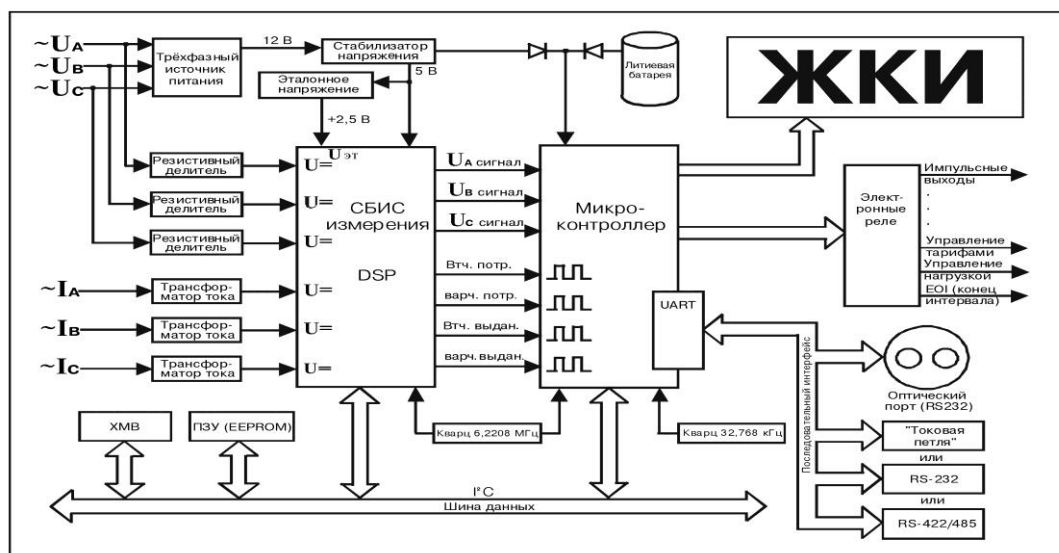 ~UA
~UB
~UC
Трёхфазный
источник
питания
12 В
Стабилизатор
напряжения
5 В
Эталонное
напряжение
+2,5 В
Литиевая
батарея
ЖКИ
Резистивный
делитель
Резистивный
делитель
Резистивный
делитель
~IA
~IB
~IC
Трансфор-
матор тока
Трансфор-
матор тока
Трансфор-
матор тока
U эт
U=
U=
U=
U=
U=
U=
СБИС
измерения
DSP
UA сигнал
UB сигнал
UC сигнал
Втч. потр.
варч. потр.
Втч. выдан.
варч. выдан.
Микро-
контроллер
UART
Элект-
ронные
реле
Импульсные
выходы
.
.
.
Управление
тарифами
Управление
нагрузкой
EOI (конец
интервала)
Последовательный интерфейс
Оптический
порт (RS232)
"Токовая
петля"
или
RS-232
или
RS-422/485
ХМВ
ПЗУ (EEPROM)
Кварц 6,2208 МГц
Кварц 32,768 кГц
I²C
Шина данных